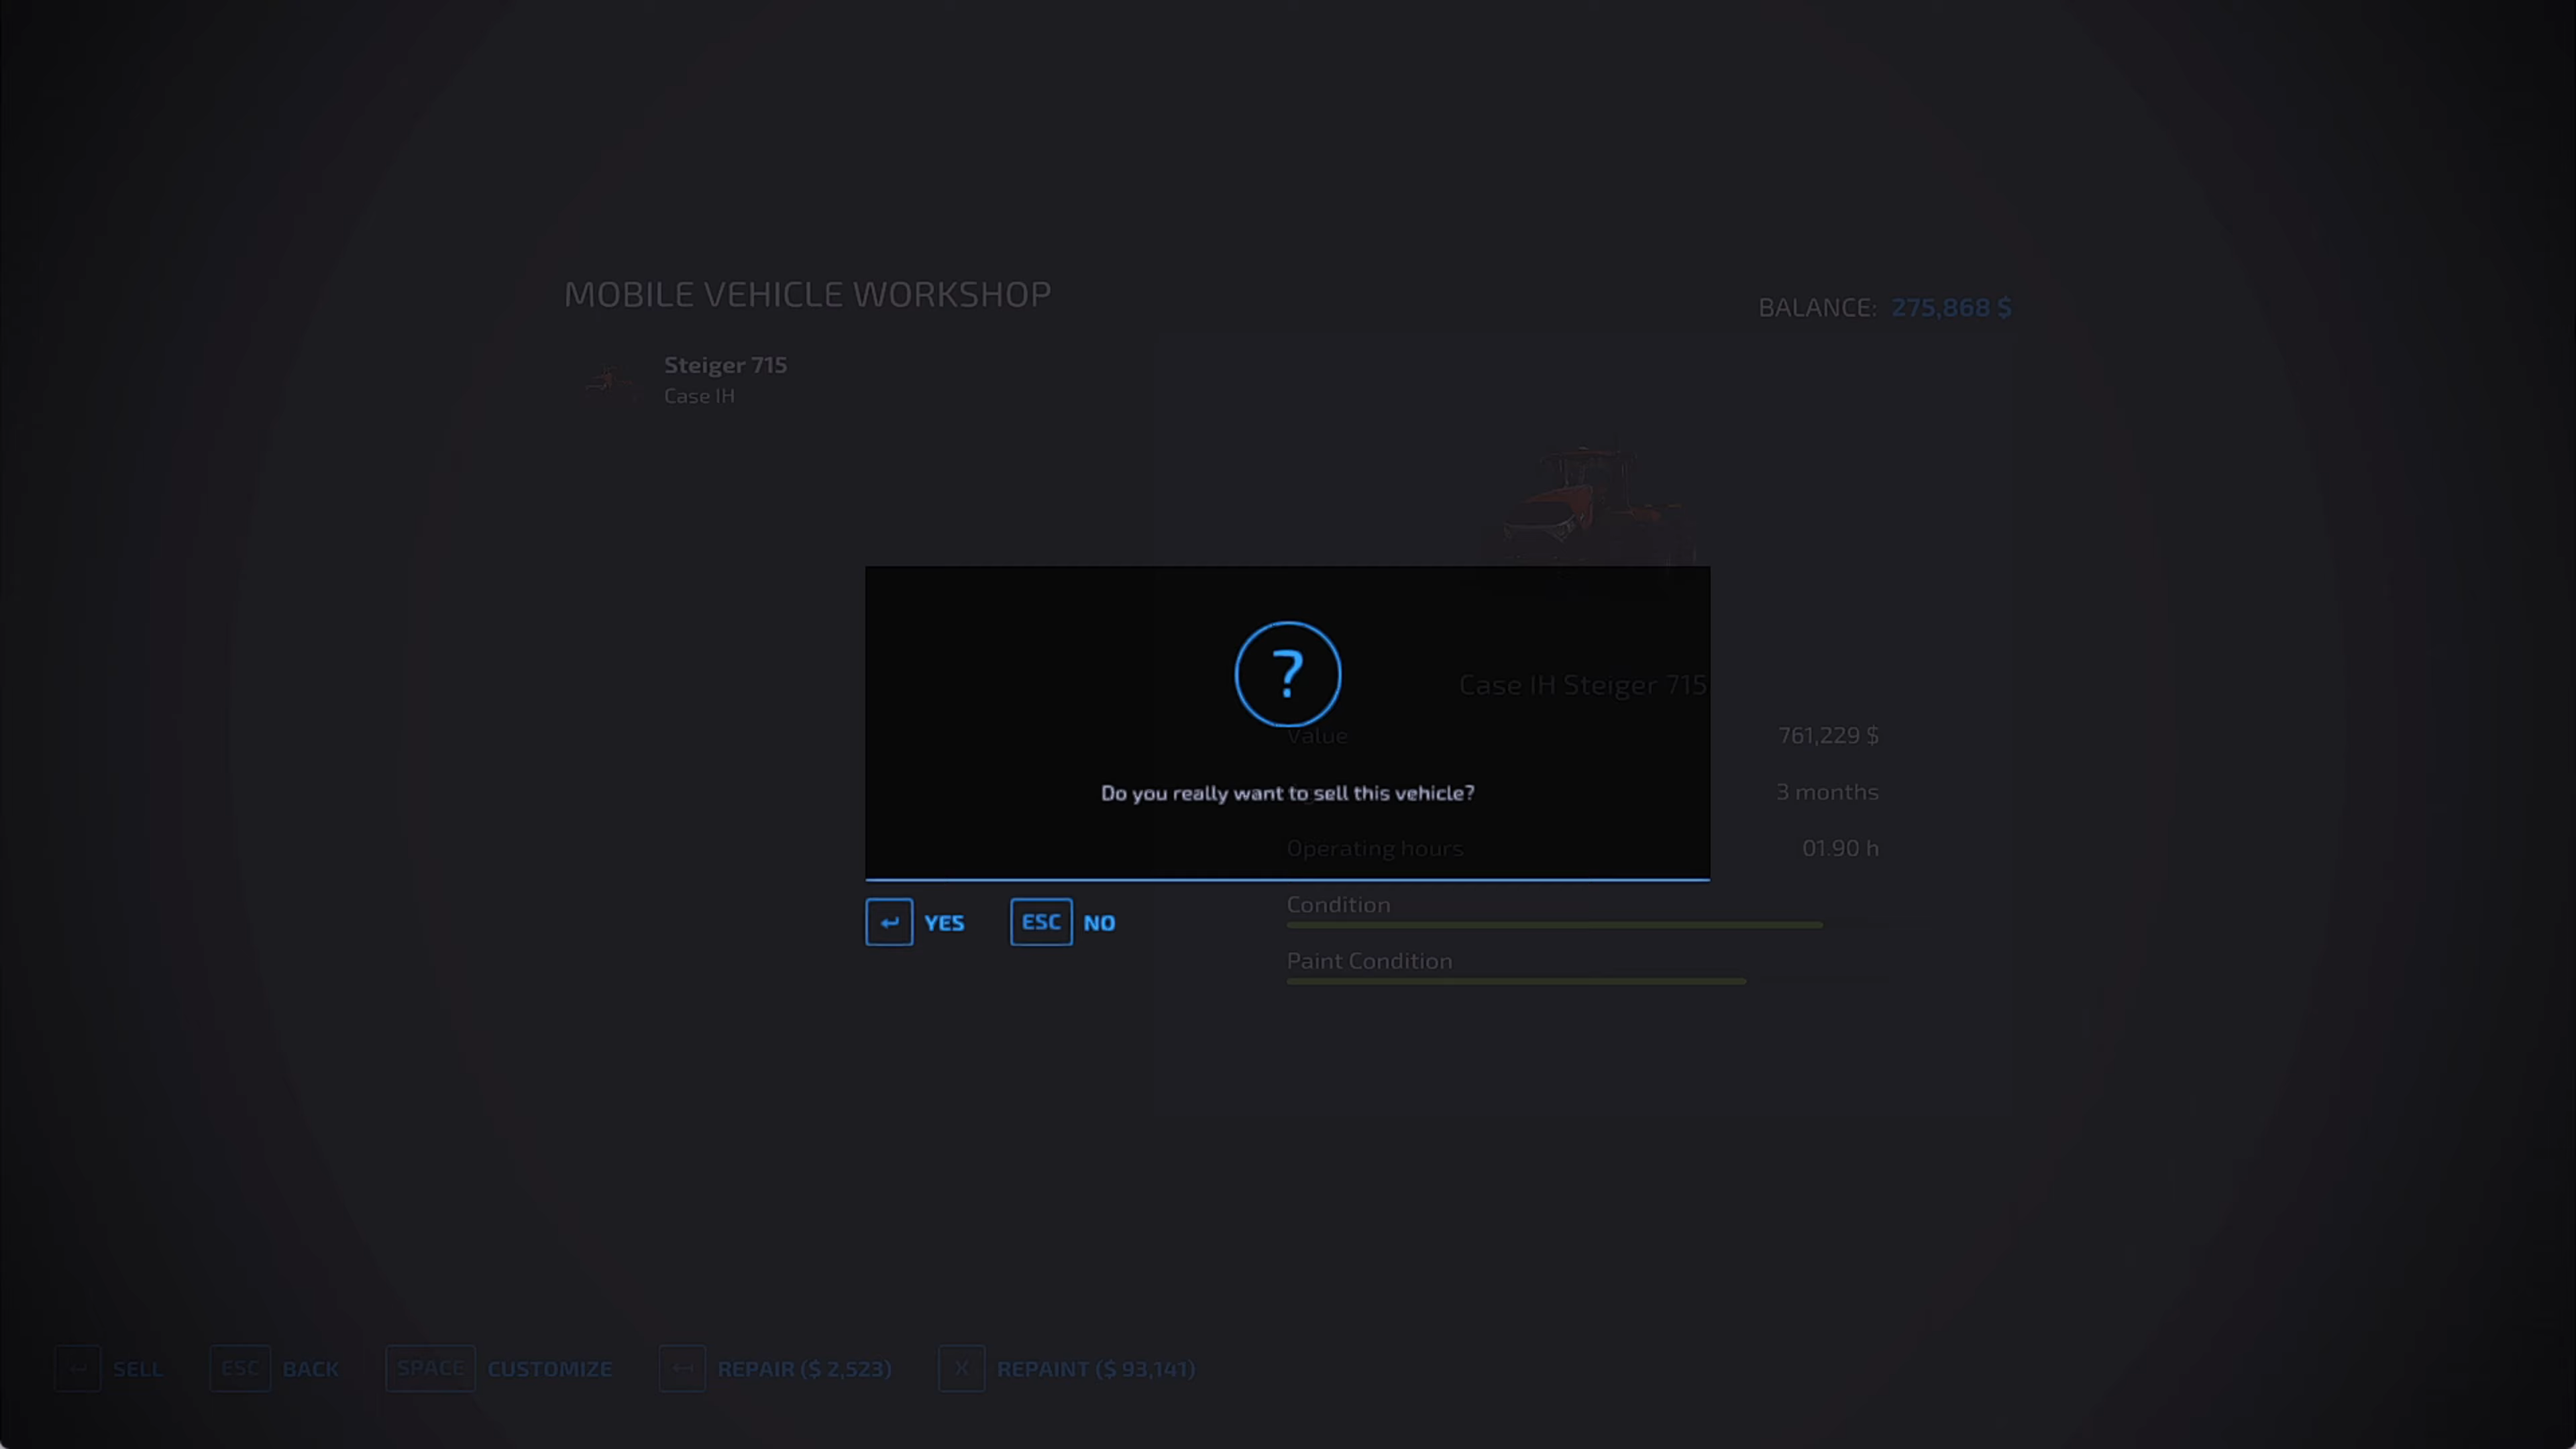 MOBILE VEHICLE WORKSHOP
BALANCE: 275,868 $
Steiger 715
Case IH
?
Case IH Steiger 715
Value 761,229 $
Do you really want to sell this vehicle?
3 months
Operating hours 01.90 h
YES ESC NO
Condition
Paint Condition
SELL ESC BACK SPACE CUSTOMIZE REPAIR ($ 2,523) X REPAINT ($ 93,141)